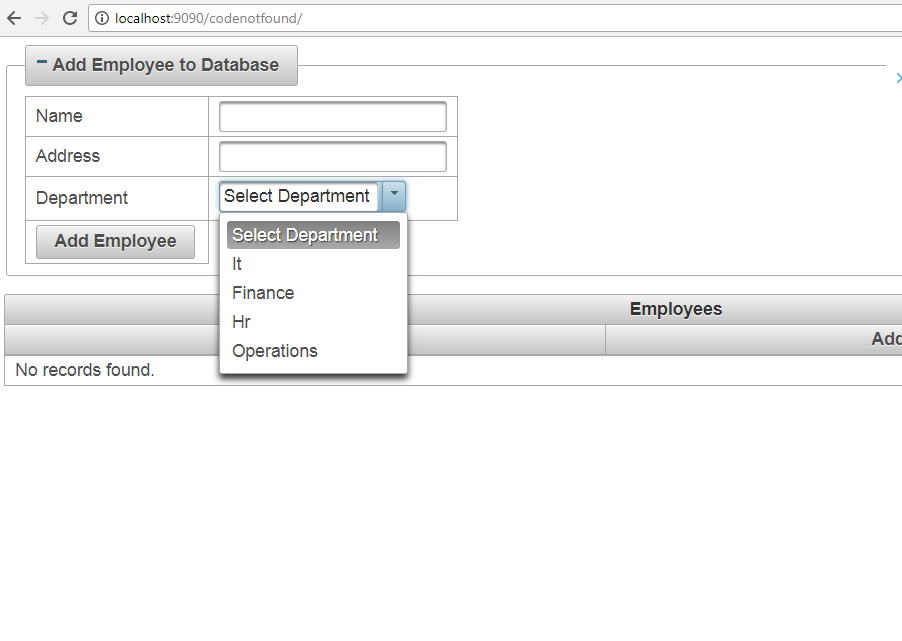 localhost:9090/codenotfound/
Add Employee to Database
Name
Address
Department Select Department
Select Department
Add Employee
It
Finance
Hr
Operations
Employees
Add
No records found.